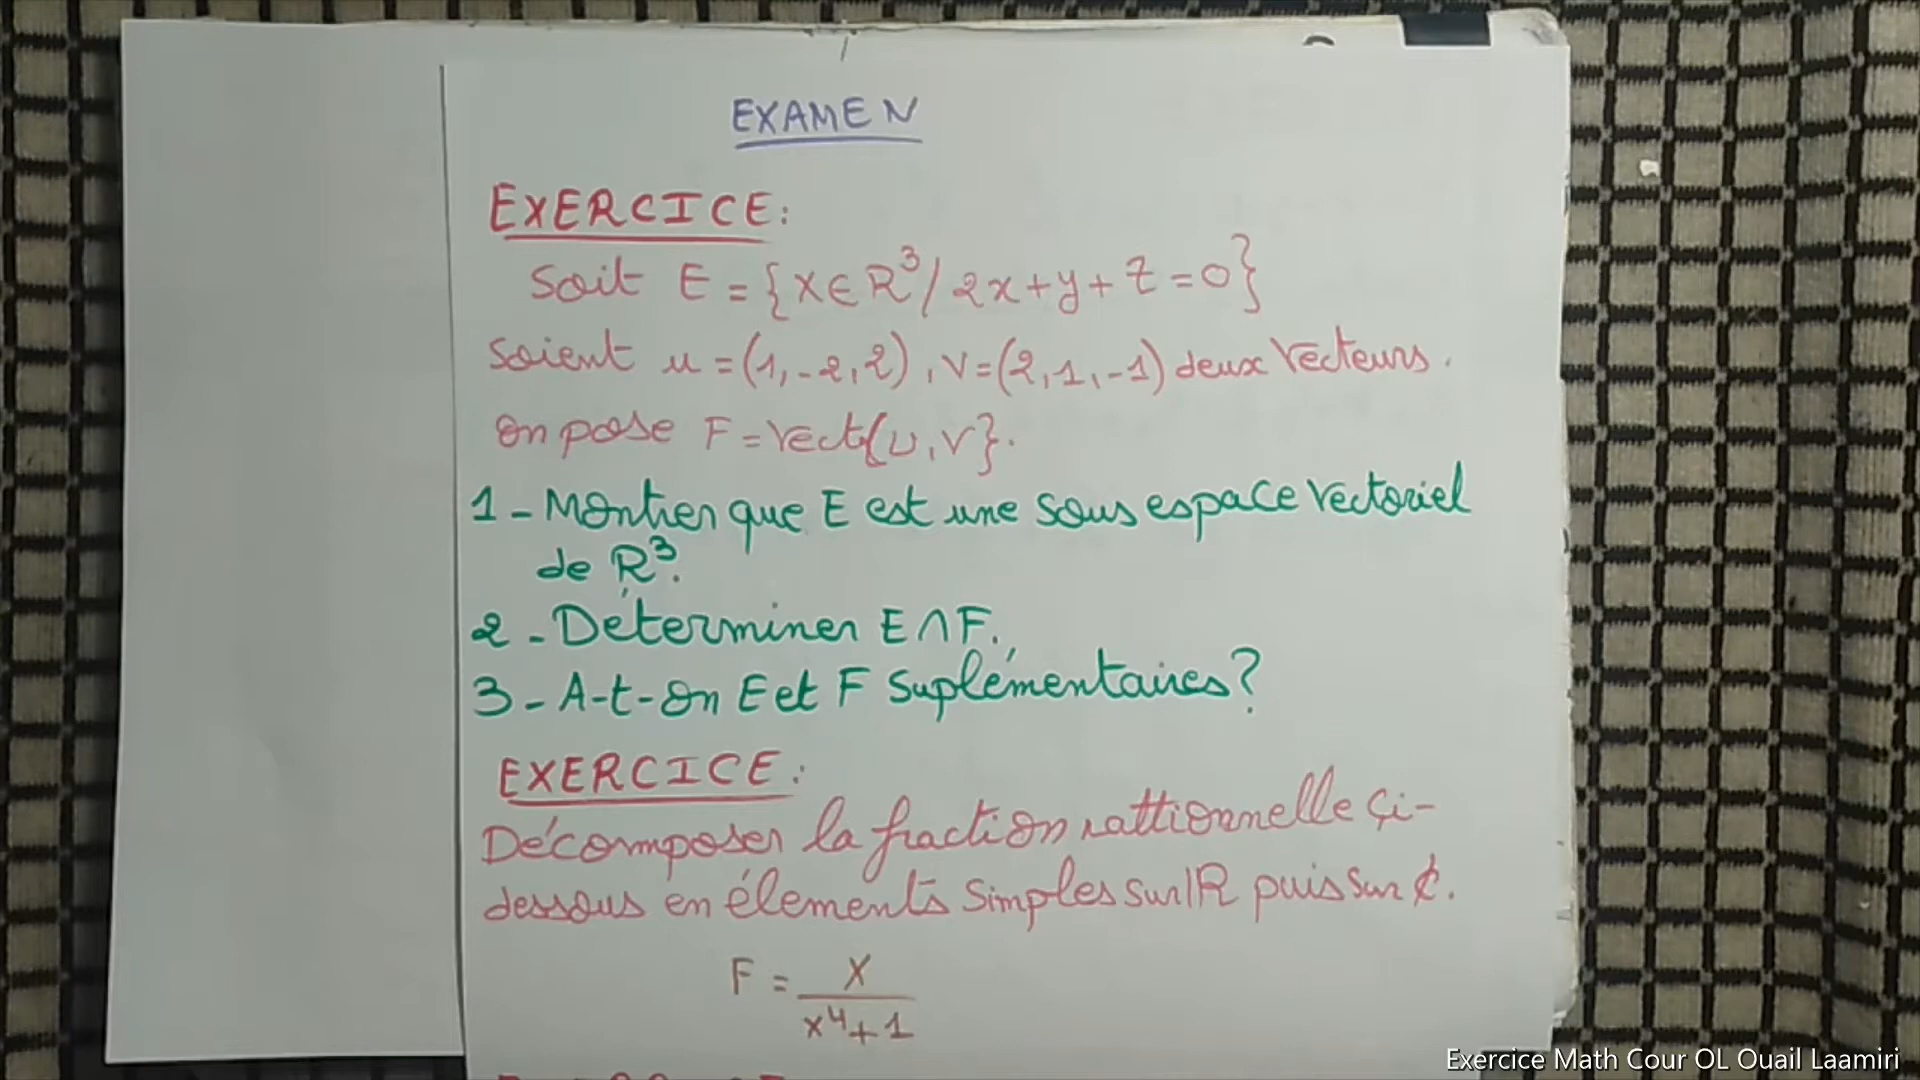 EXAMEN
EXERCICE:
Soit E = {X∈R³/ 2x+y+z=0}
Soient u=(1,-2,2), v=(2,1,-1) deux Vecteurs.
on pose F=Vect{U,V}.
1-Montrer que E est une sous espace Vectoriel
de R³.
2-Déterminer E∩F.
3-A-t-on E et F Suplémentaires?
EXERCICE:
Décomposer la fraction rattionnelle çi-
dessous en élements Simples sur IR puis sur ₵.
F = X
x⁴+1
Exercice Math Cour OL Ouail Laamiri